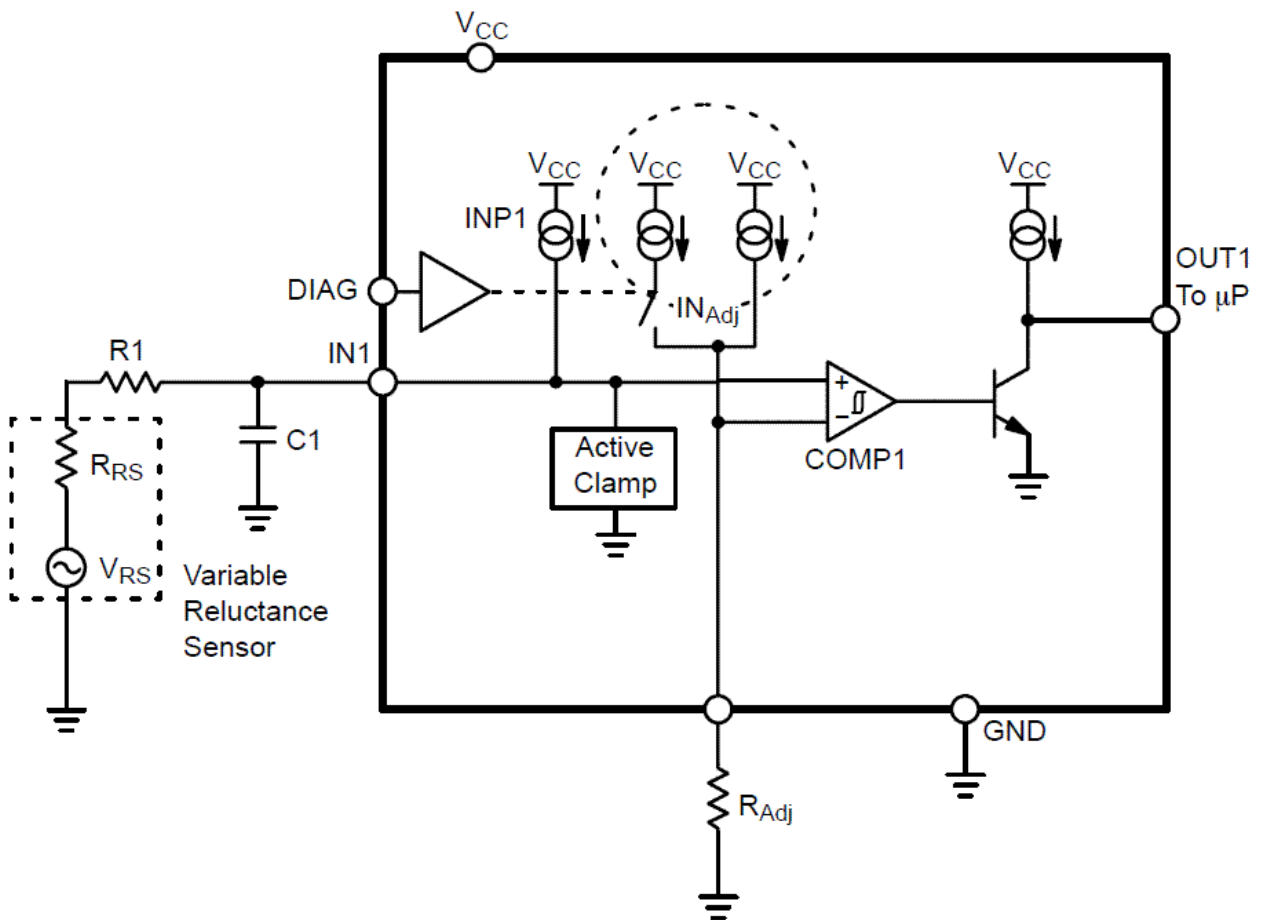 VCC
VCC
VCC
VCC
VCC
INP1
OUT1
To μP
DIAG
INAdj
R1
IN1
+
−
C1
RRS
Active
Clamp
COMP1
VRS
Variable
Reluctance
Sensor
GND
RAdj